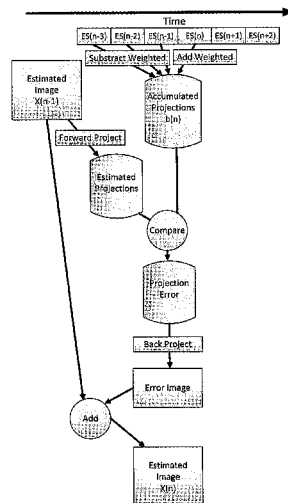 Time
ES(n-3) ES(n-2) ES(n-1) ES(n) ES(n+1) ES(n+2)
Substract Weighted Add Weighted
Estimated
Image
X(n-1)
Accumulated
Projections
b(n)
Forward Project
Estimated
Projections
Compare
Projection
Error
Back Project
Error Image
Add
Estimated
Image
X(n)